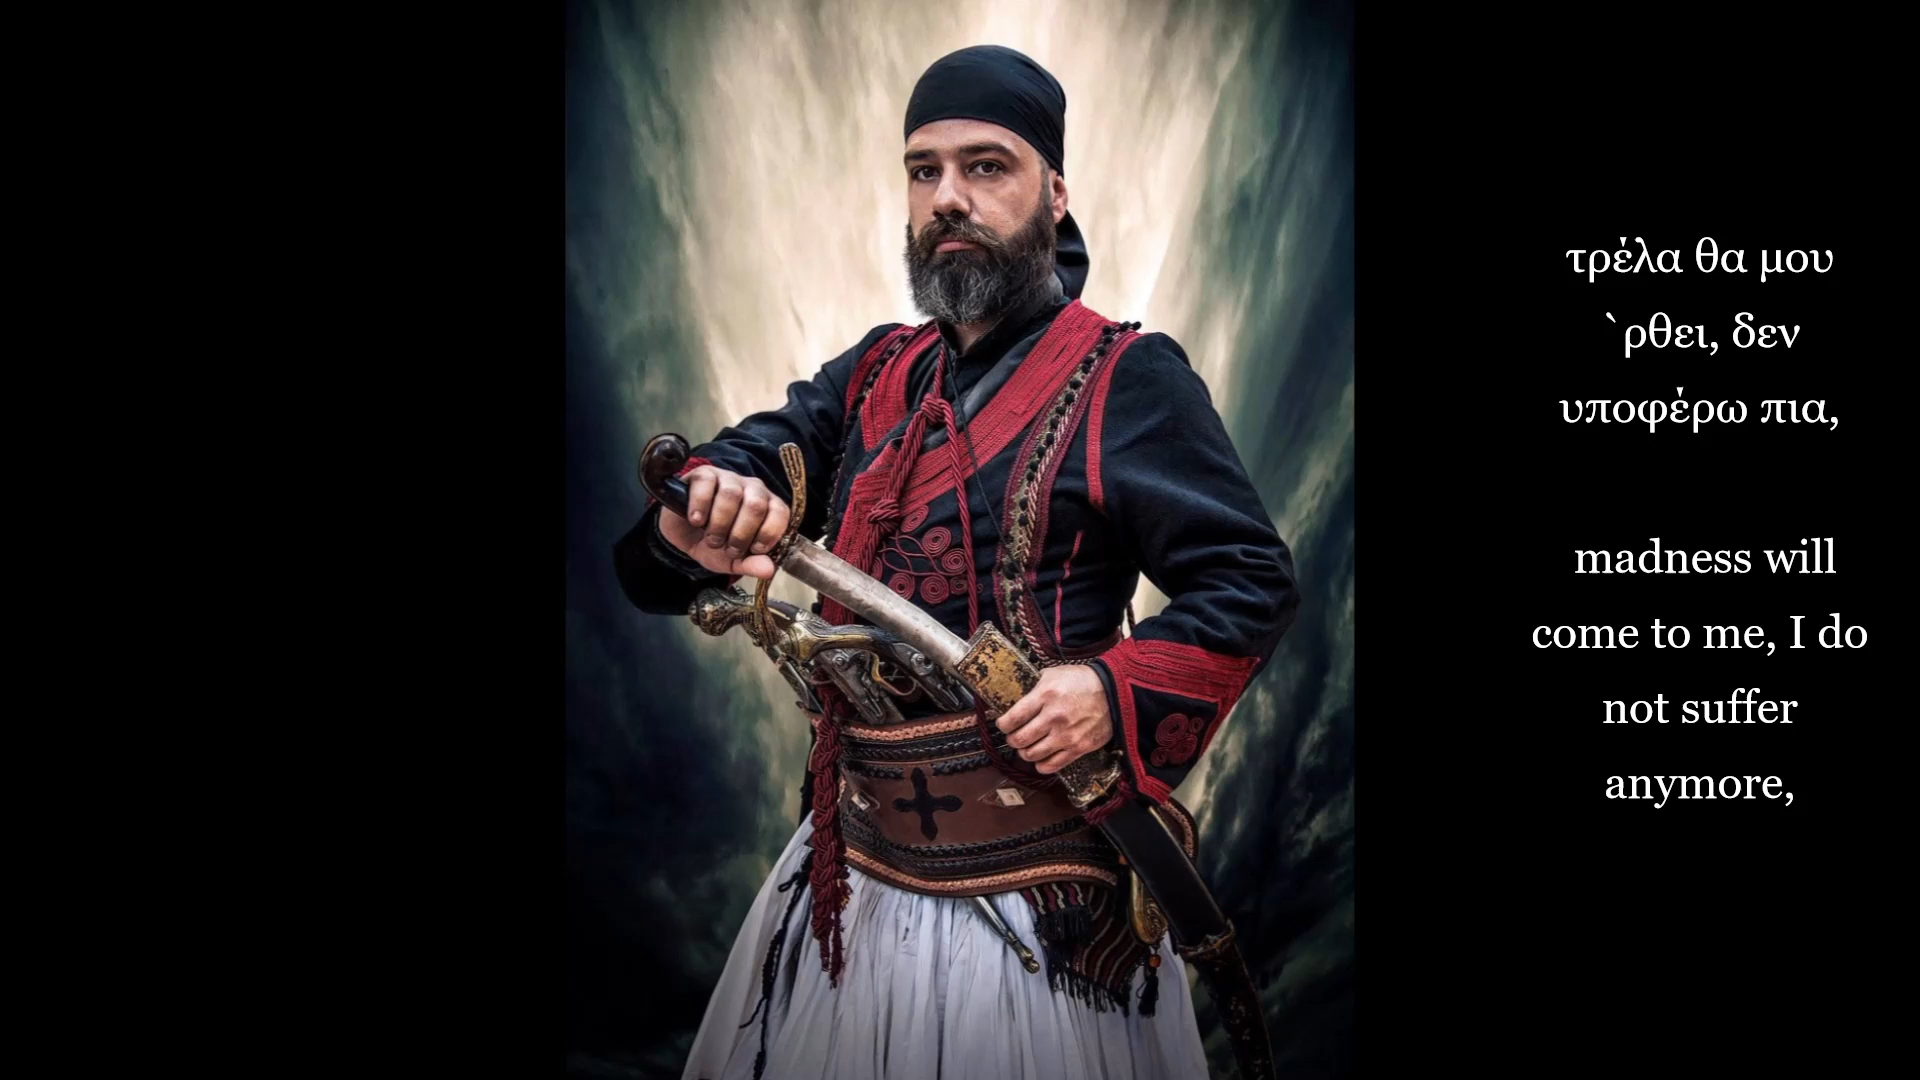 τρέλα θα μου
`ρθει, δεν
υποφέρω πια,
madness will
come to me, I do
not suffer
anymore,